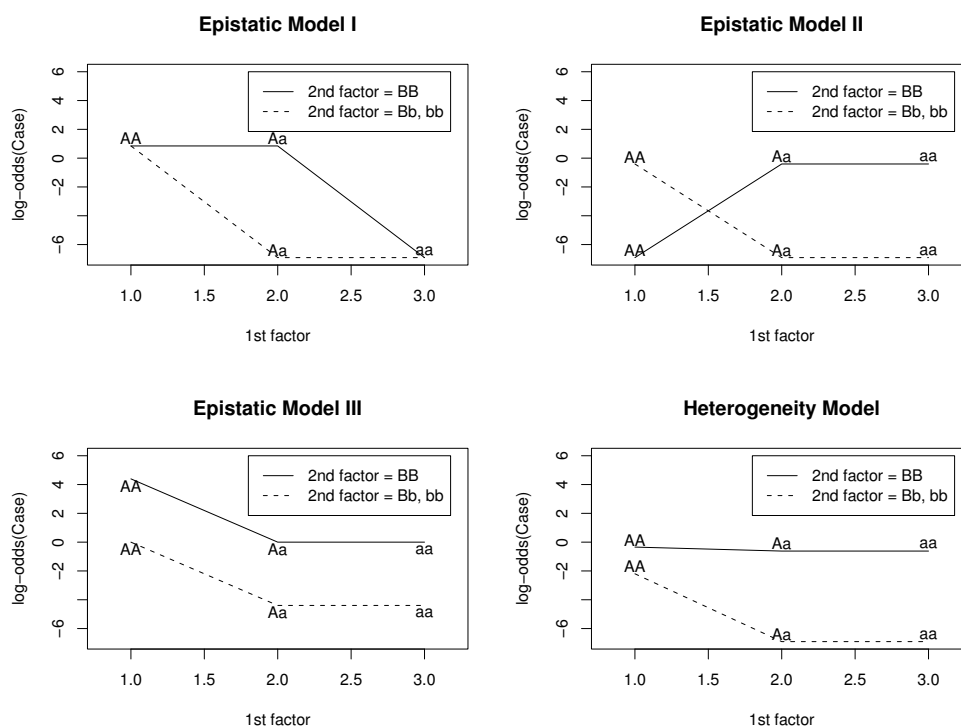 Epistatic Model I
log−odds(Case)
6
4
2
0
−2
−6
2nd factor = BB
2nd factor = Bb, bb
AA
Aa
Aa
aa
1.0 1.5 2.0 2.5 3.0
1st factor
Epistatic Model II
log−odds(Case)
6
4
2
0
−2
−6
2nd factor = BB
2nd factor = Bb, bb
AA
Aa
aa
AA
Aa
aa
1.0 1.5 2.0 2.5 3.0
1st factor
Epistatic Model III
log−odds(Case)
6
4
2
0
−2
−6
2nd factor = BB
2nd factor = Bb, bb
AA
AA
Aa
aa
Aa
aa
1.0 1.5 2.0 2.5 3.0
1st factor
Heterogeneity Model
log−odds(Case)
6
4
2
0
−2
−6
2nd factor = BB
2nd factor = Bb, bb
AA
Aa
aa
AA
Aa
aa
1.0 1.5 2.0 2.5 3.0
1st factor